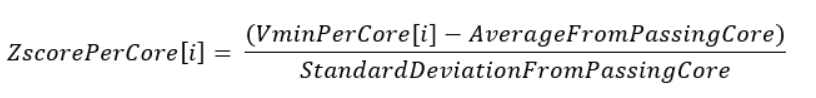 ZscorePerCore[i] = (VminPerCore[i] − AverageFromPassingCore) / StandardDeviationFromPassingCore